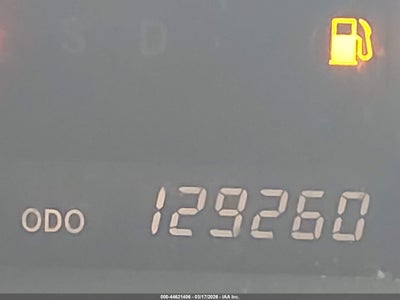 S D
ODO 129260
000-44621406 - 03/17/2026 - IAA Inc.